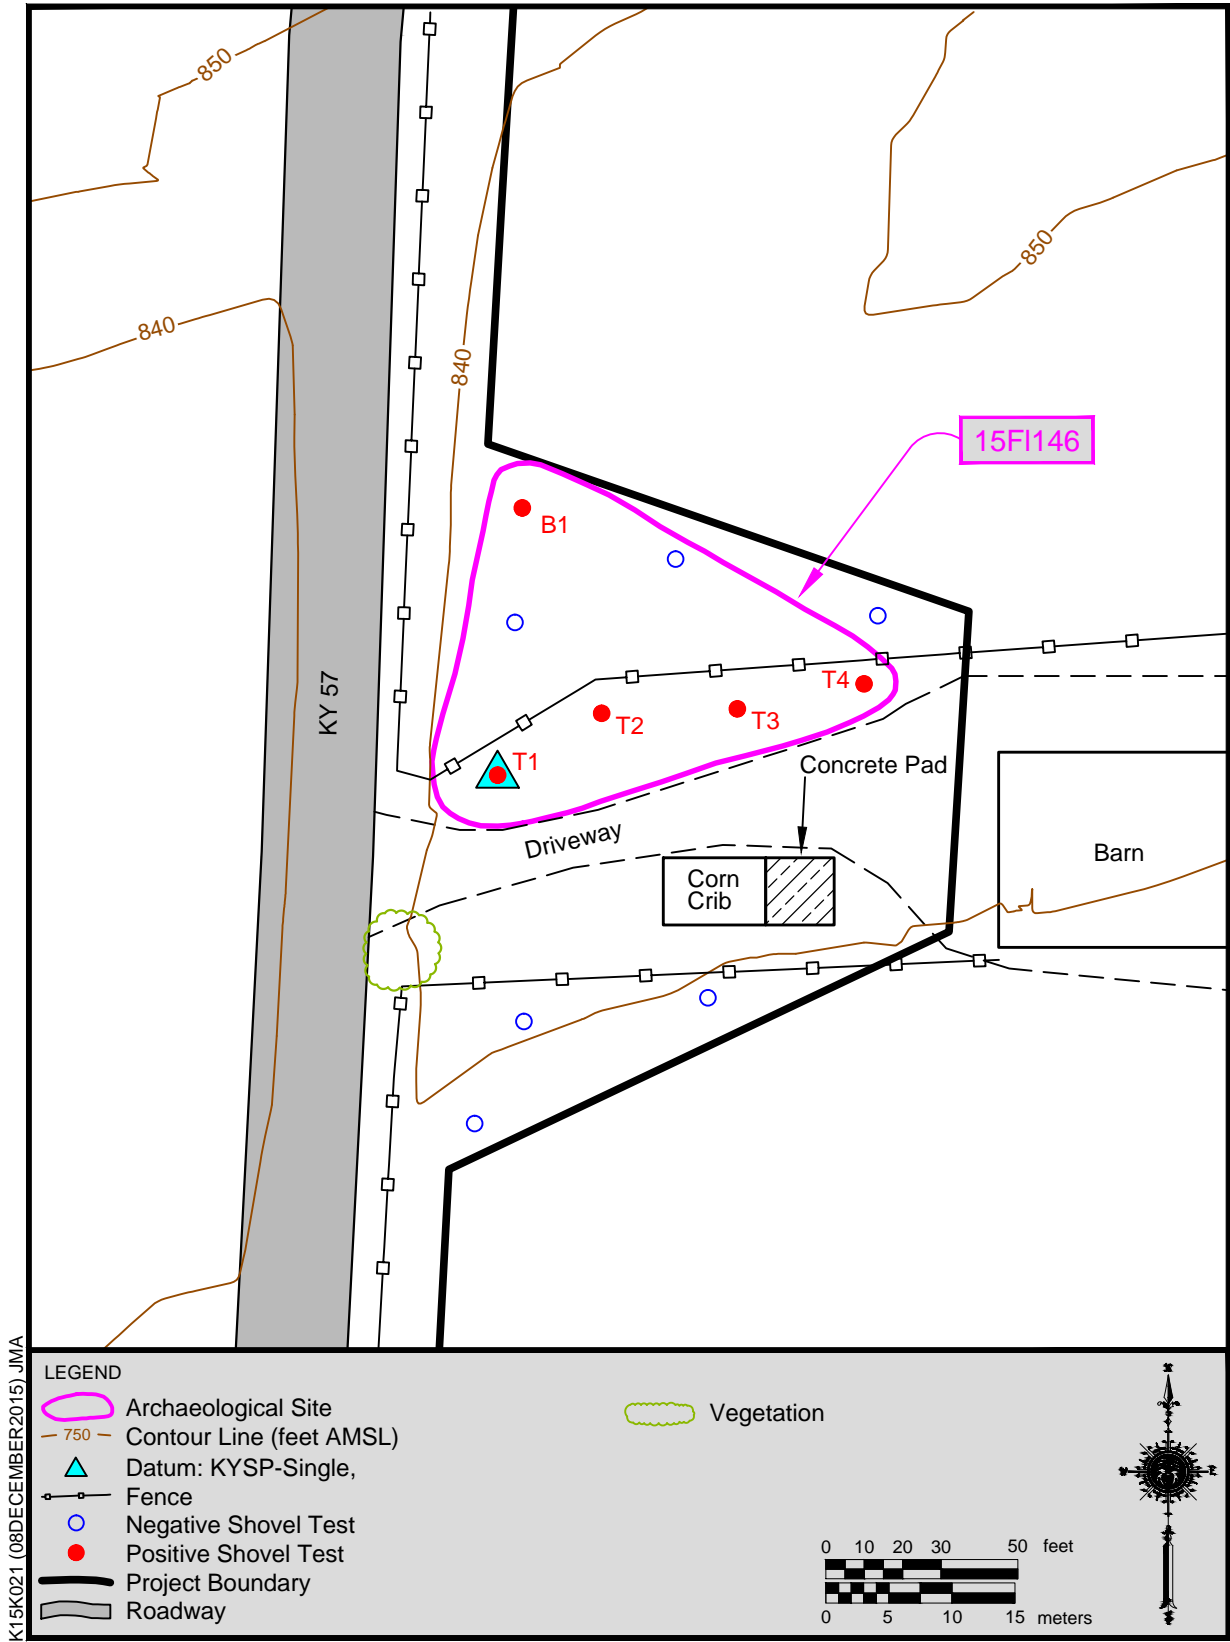 850
840
840
850
15FI146
B1
KY 57
T4
T2
T3
T1
Concrete Pad
Driveway
Barn
Corn
Crib
K15K021 (08DECEMBER2015) JMA
LEGEND
Archaeological Site
750 Contour Line (feet AMSL)
Datum: KYSP-Single,
Fence
Negative Shovel Test
Positive Shovel Test
Project Boundary
Roadway
Vegetation
0 10 20 30 50 feet
0 5 10 15 meters